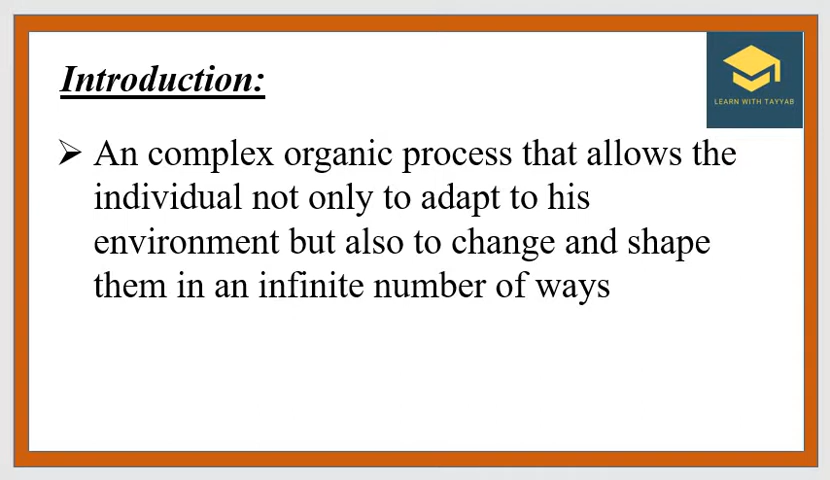 Introduction:
LEARN WITH TAYYAB
➢ An complex organic process that allows the
individual not only to adapt to his
environment but also to change and shape
them in an infinite number of ways